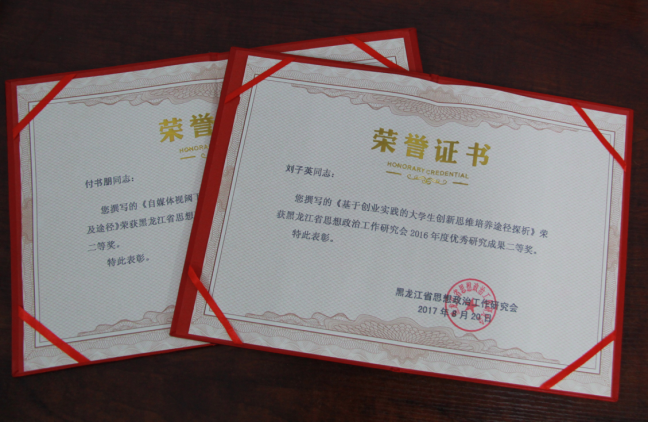 荣誉
HONORAR
付书朋同志:
您撰写的《自媒体视阈
及途径》荣获黑龙江省思想
二等奖。
特此表彰。
荣誉证书
HONORARY CREDENTIAL
刘子英同志:
您撰写的《基于创业实践的大学生创新思维培养途径探析》荣
获黑龙江省思想政治工作研究会2016年度优秀研究成果二等奖。
特此表彰。
黑龙江省思想政治工作研究会
2017年6月20日